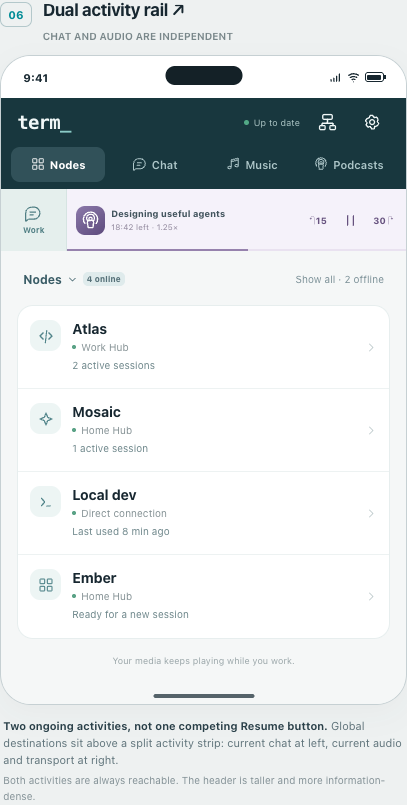 06 Dual activity rail ↗
CHAT AND AUDIO ARE INDEPENDENT
9:41
term_
Up to date
Nodes
Chat
Music
Podcasts
Work
Designing useful agents
18:42 left · 1.25×
15
30
Nodes
4 online
Show all · 2 offline
Atlas
Work Hub
2 active sessions
Mosaic
Home Hub
1 active session
Local dev
Direct connection
Last used 8 min ago
Ember
Home Hub
Ready for a new session
Your media keeps playing while you work.
Two ongoing activities, not one competing Resume button. Global
destinations sit above a split activity strip: current chat at left, current audio
and transport at right.
Both activities are always reachable. The header is taller and more information-
dense.